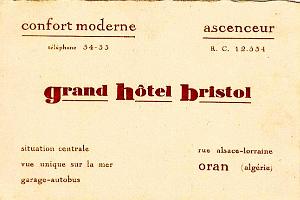 confort moderne ascenceur
téléphone 34-33 R. C. 12.554
grand hôtel bristol
situation centrale rue alsace-lorraine
vue unique sur la mer oran (algérie)
garage-autobus